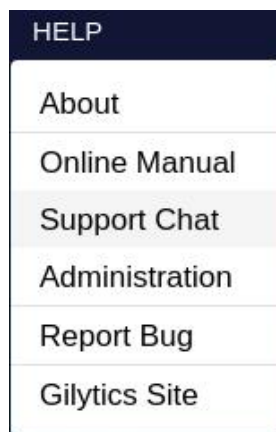 HELP
About
Online Manual
Support Chat
Administration
Report Bug
Gilytics Site